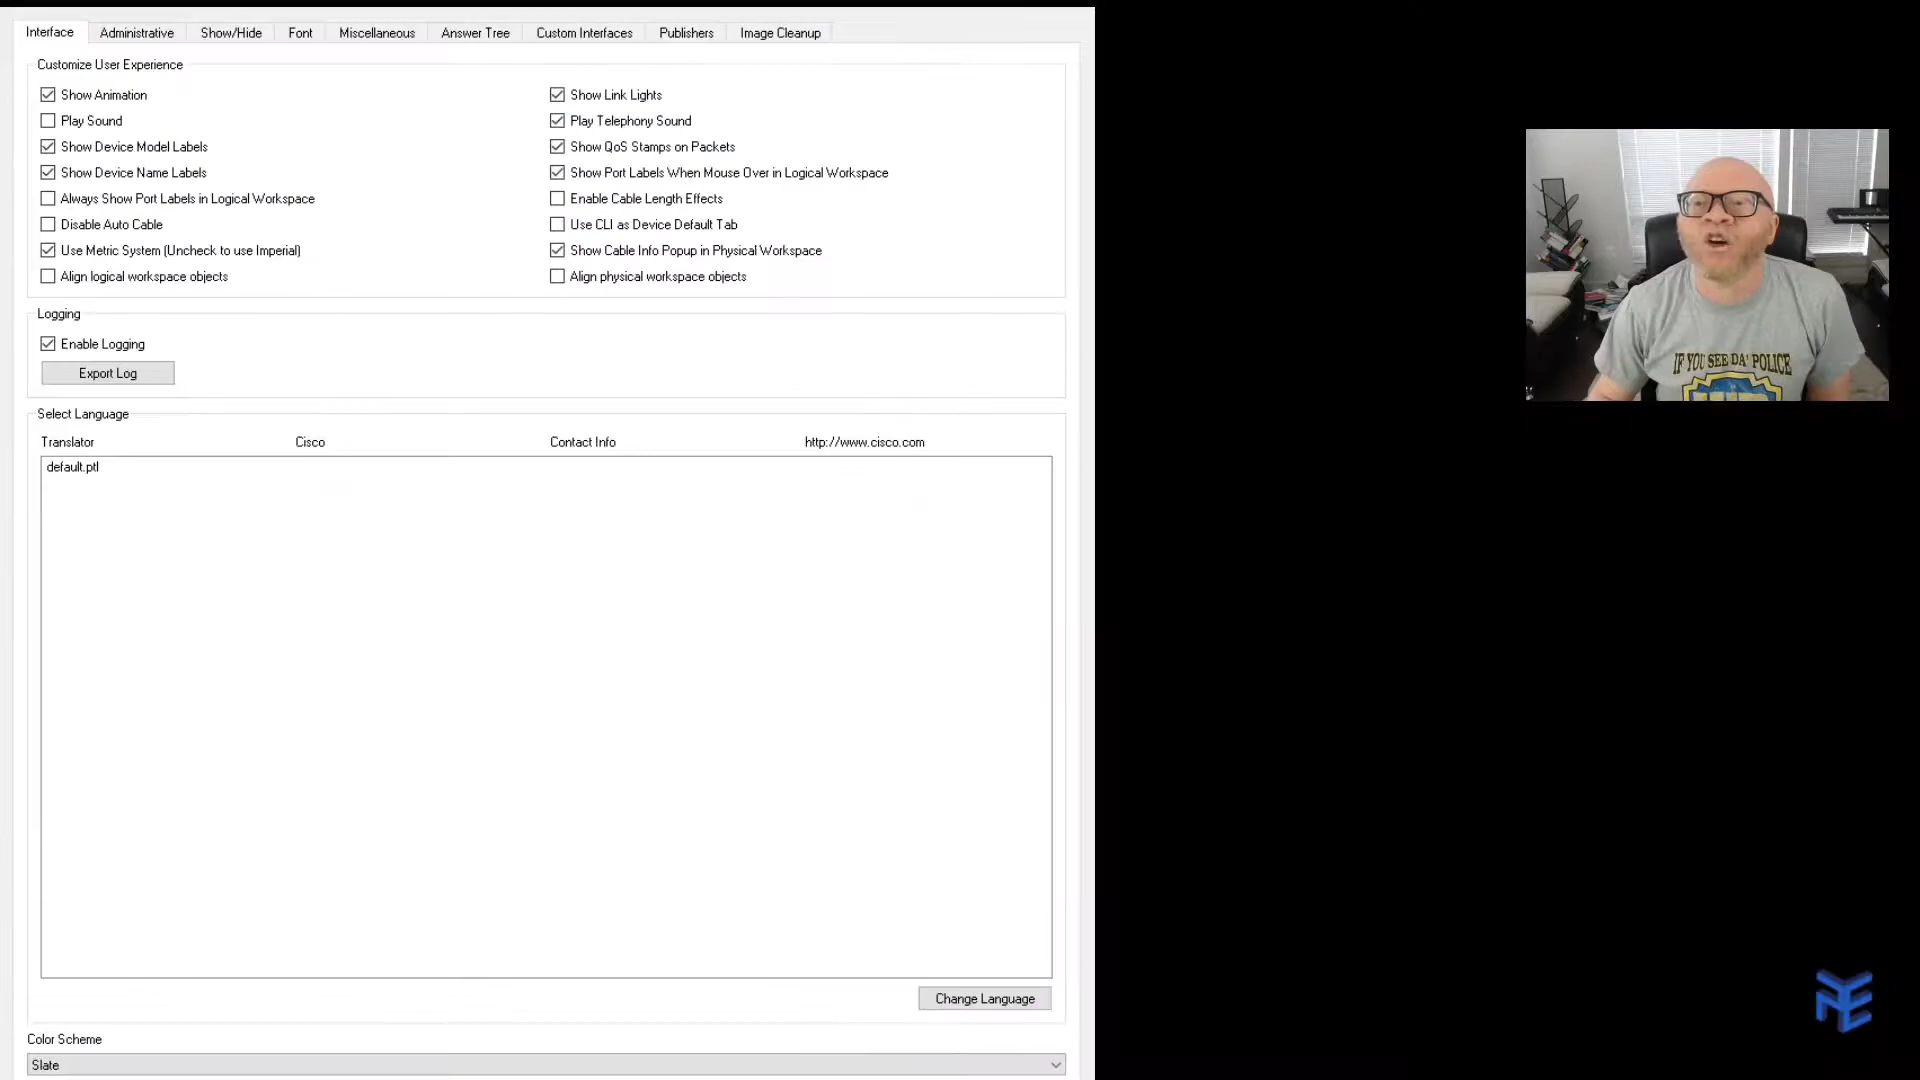 Interface Administrative Show/Hide Font Miscellaneous Answer Tree Custom Interfaces Publishers Image Cleanup
Customize User Experience
Show Animation
Show Link Lights
Play Sound
Play Telephony Sound
Show Device Model Labels
Show QoS Stamps on Packets
Show Device Name Labels
Show Port Labels When Mouse Over in Logical Workspace
Always Show Port Labels in Logical Workspace
Enable Cable Length Effects
Disable Auto Cable
Use CLI as Device Default Tab
Use Metric System (Uncheck to use Imperial)
Show Cable Info Popup in Physical Workspace
Align logical workspace objects
Align physical workspace objects
Logging
Enable Logging
Export Log
Select Language
Translator Cisco Contact Info http://www.cisco.com
default.ptl
Change Language
Color Scheme
Slate
IF YOU SEE DA' POLICE